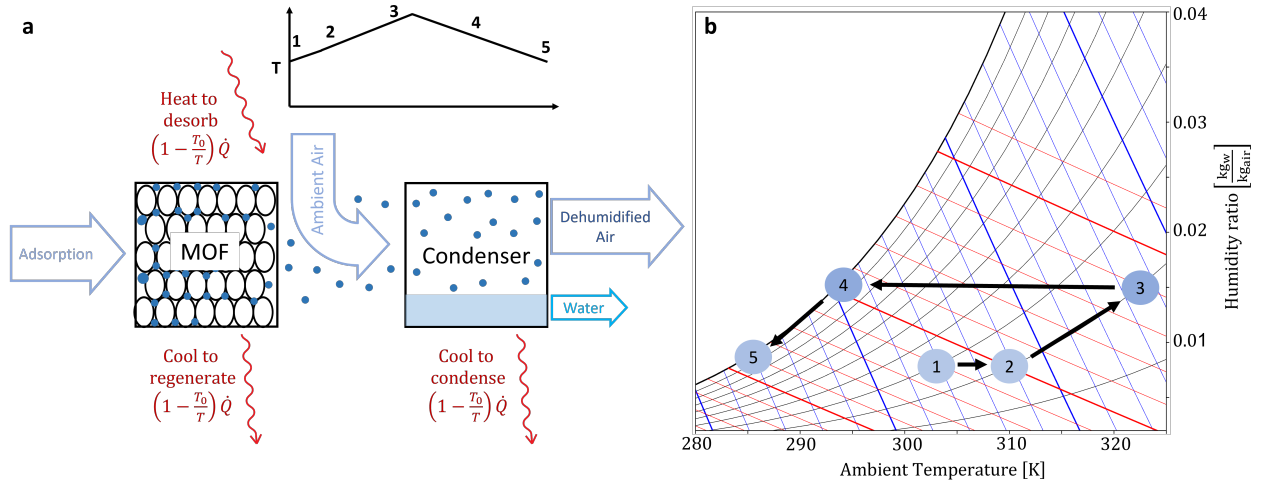 a
T
1
2
3
4
5
Heat to
desorb
(1 − T₀/T) Q̇
Ambient Air
Adsorption
MOF
Condenser
Dehumidified
Air
Water
Cool to
regenerate
(1 − T₀/T) Q̇
Cool to
condense
(1 − T₀/T) Q̇
b
0.04
0.03
0.02
0.01
Humidity ratio [kg_w/kg_air]
4
3
5
1
2
280
290
300
310
320
Ambient Temperature [K]